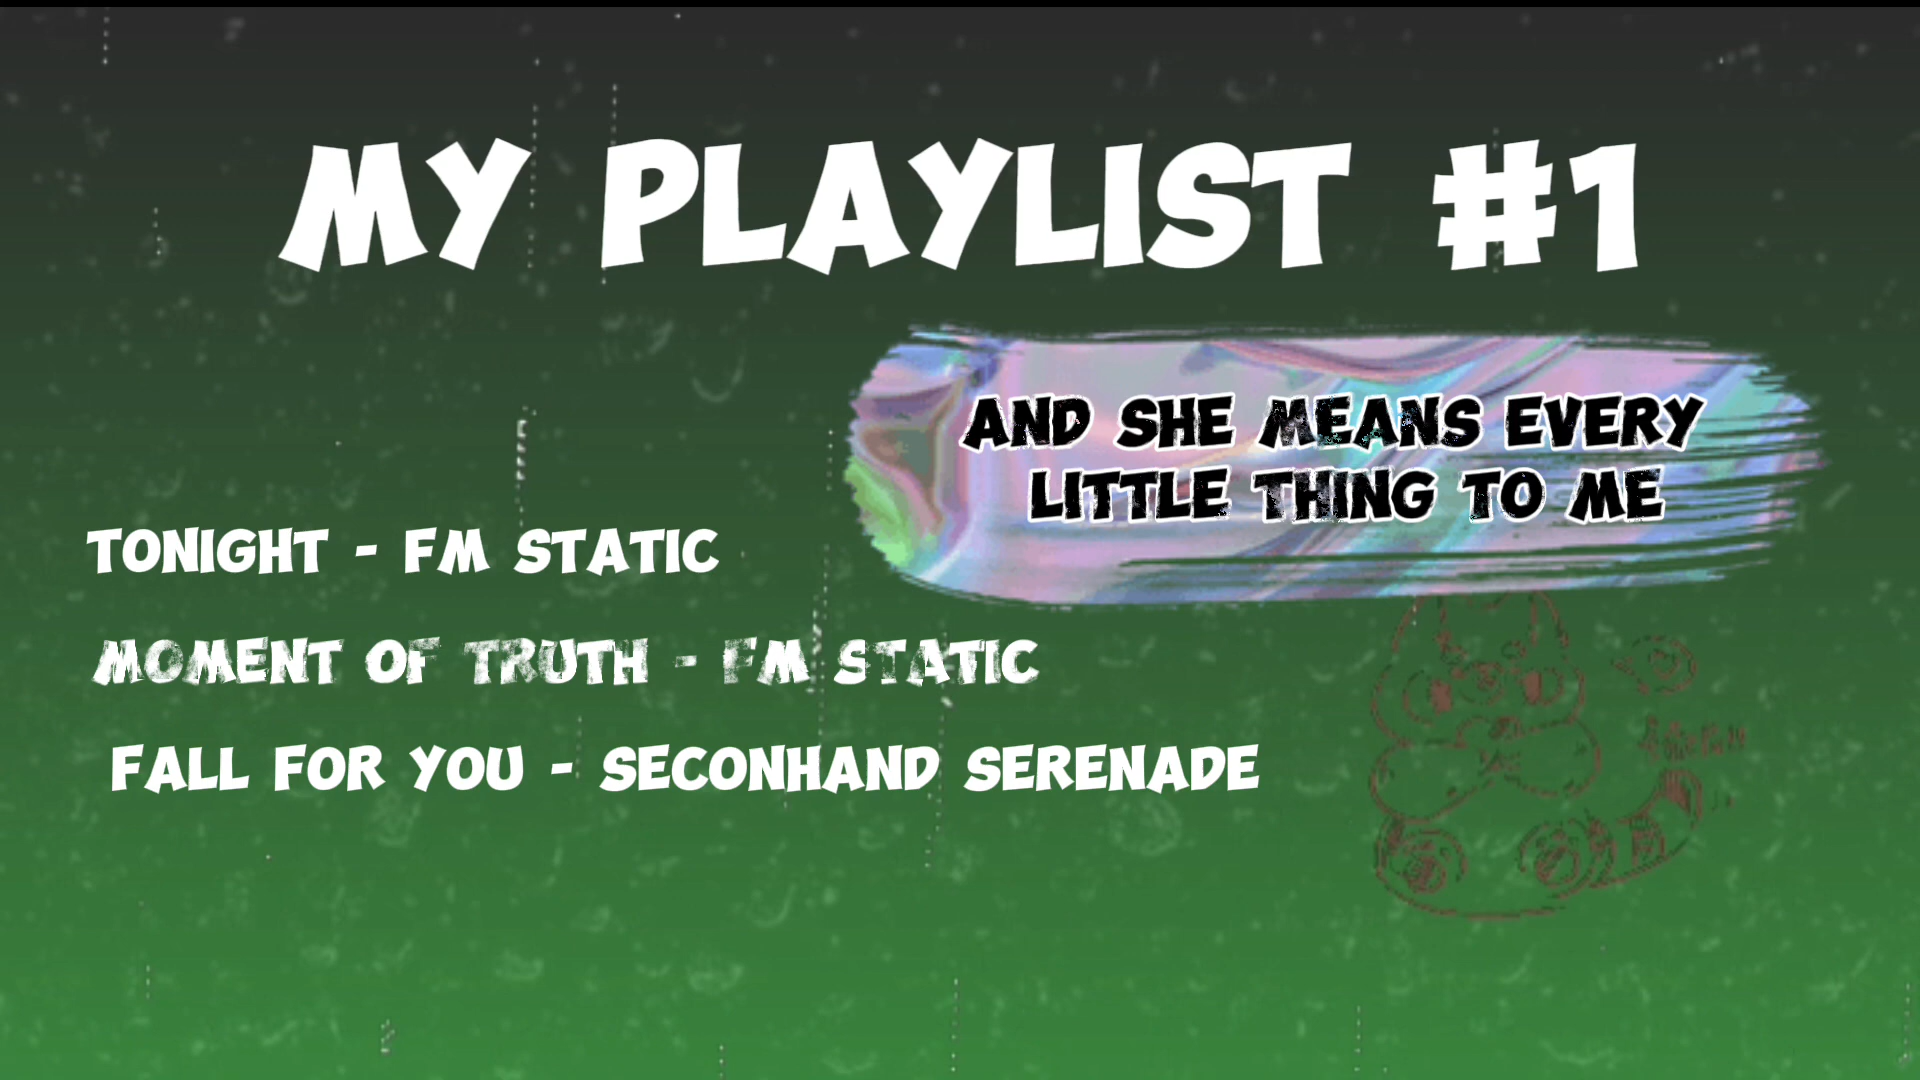 MY PLAYLIST #1
AND SHE MEANS EVERY
LITTLE THING TO ME
TONIGHT - FM STATIC
MOMENT OF TRUTH - FM STATIC
FALL FOR YOU - SECONHAND SERENADE